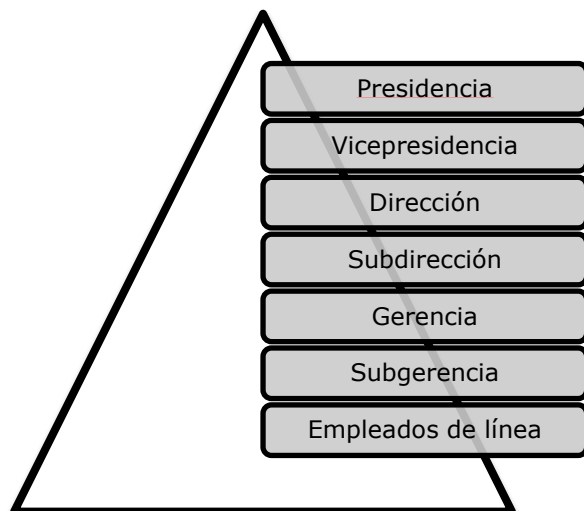 Presidencia
Vicepresidencia
Dirección
Subdirección
Gerencia
Subgerencia
Empleados de línea